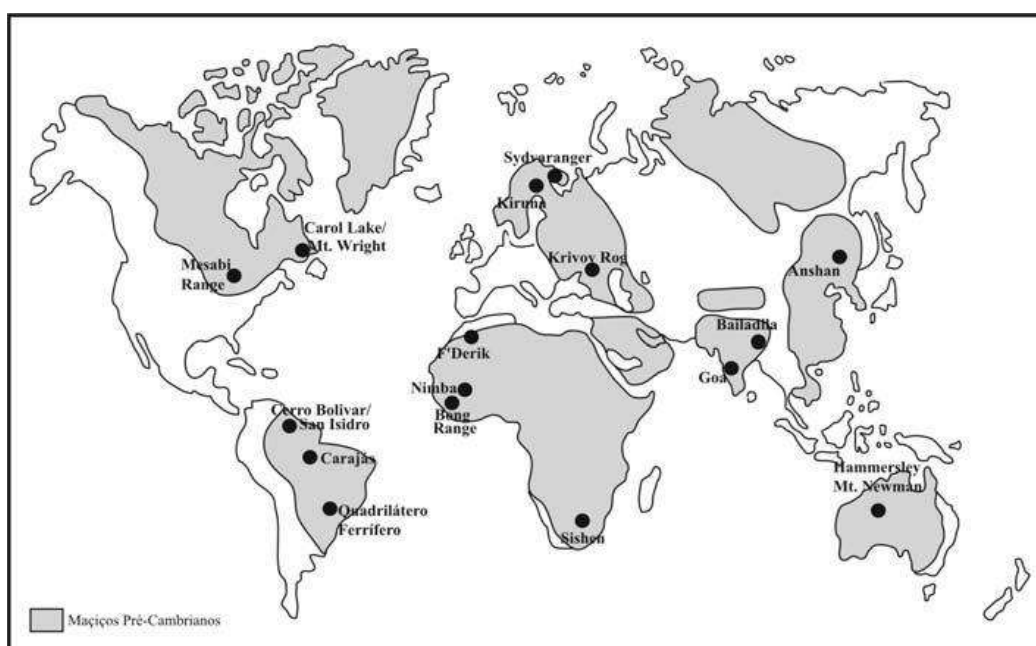 Sydvaranger
Kiruna
Carol Lake/
Mt. Wright
Mesabi
Range
Krivoy Rog
Anshan
Bailadila
F'Derik
Goa
Nimba
Bong
Range
Cerro Bolivar/
San Isidro
Carajás
Hammersley
Mt. Newman
Quadrilátero
Ferrífero
Sishen
Maçiços Pré-Cambrianos